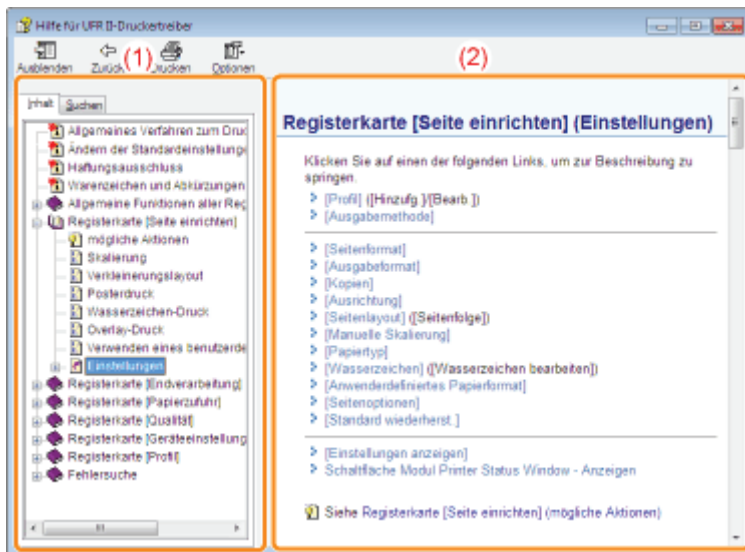 Hilfe für UFR II-Druckertreiber
Ausblenden Zurück Drucken Optionen
(1) (2)
Inhalt Suchen
Allgemeines Verfahren zum Druc
Ändern der Standardeinstellunge
Haftungsausschluss
Warenzeichen und Abkürzungen
Allgemeine Funktionen aller Reg
Registerkarte [Seite einrichten]
mögliche Aktionen
Skalierung
Verkleinerungslayout
Posterdruck
Wasserzeichen-Druck
Overlay-Druck
Verwenden eines benutzerde
Einstellungen
Registerkarte [Endverarbeitung]
Registerkarte [Papierzufuhr]
Registerkarte [Qualität]
Registerkarte [Geräteeinstellung
Registerkarte [Profil]
Fehlersuche
Registerkarte [Seite einrichten] (Einstellungen)
Klicken Sie auf einen der folgenden Links, um zur Beschreibung zu
springen.
[Profil] ([Hinzufg.]/[Bearb.])
[Ausgabemethode]
[Seitenformat]
[Ausgabeformat]
[Kopien]
[Ausrichtung]
[Seitenlayout] ([Seitenfolge])
[Manuelle Skalierung]
[Papiertyp]
[Wasserzeichen] ([Wasserzeichen bearbeiten])
[Anwenderdefiniertes Papierformat]
[Seitenoptionen]
[Standard wiederherst.]
[Einstellungen anzeigen]
Schaltfläche Modul Printer Status Window - Anzeigen
Siehe Registerkarte [Seite einrichten] (mögliche Aktionen)